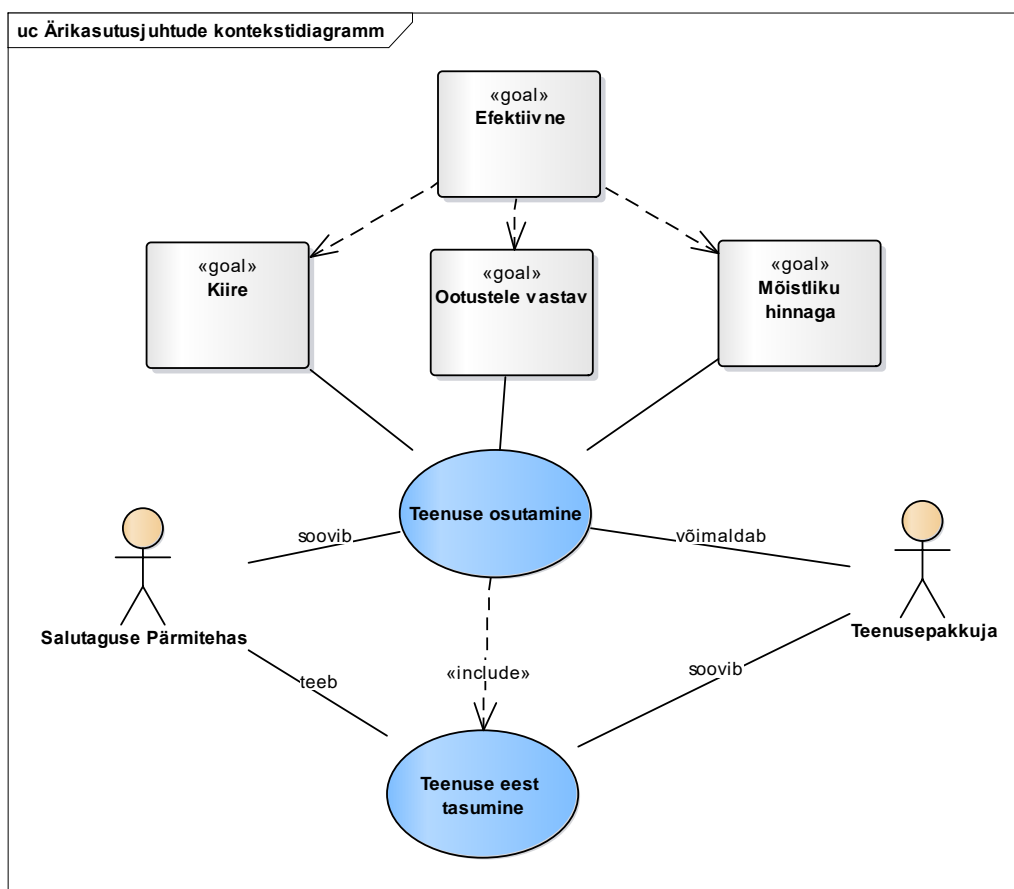 uc Ärikasutusjuhtude kontekstidiagramm
«goal»
Efektiivne
«goal»
Kiire
«goal»
Ootustele vastav
«goal»
Mõistliku
hinnaga
Teenuse osutamine
soovib
võimaldab
Salutaguse Pärmitehas
Teenusepakkuja
teeb
«include»
soovib
Teenuse eest
tasumine